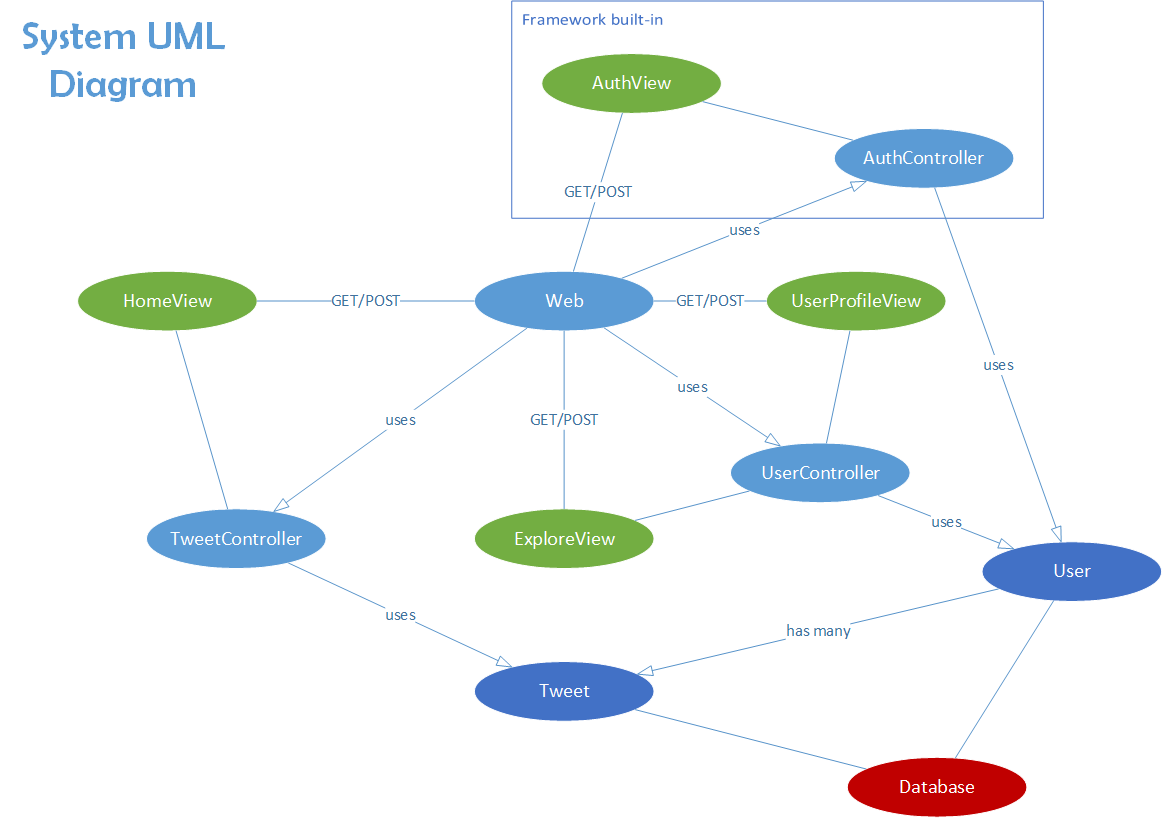 System UML
Diagram
Framework built-in
AuthView
AuthController
GET/POST
uses
HomeView
GET/POST
Web
GET/POST
UserProfileView
uses
uses
uses
GET/POST
UserController
uses
TweetController
ExploreView
User
uses
has many
Tweet
Database